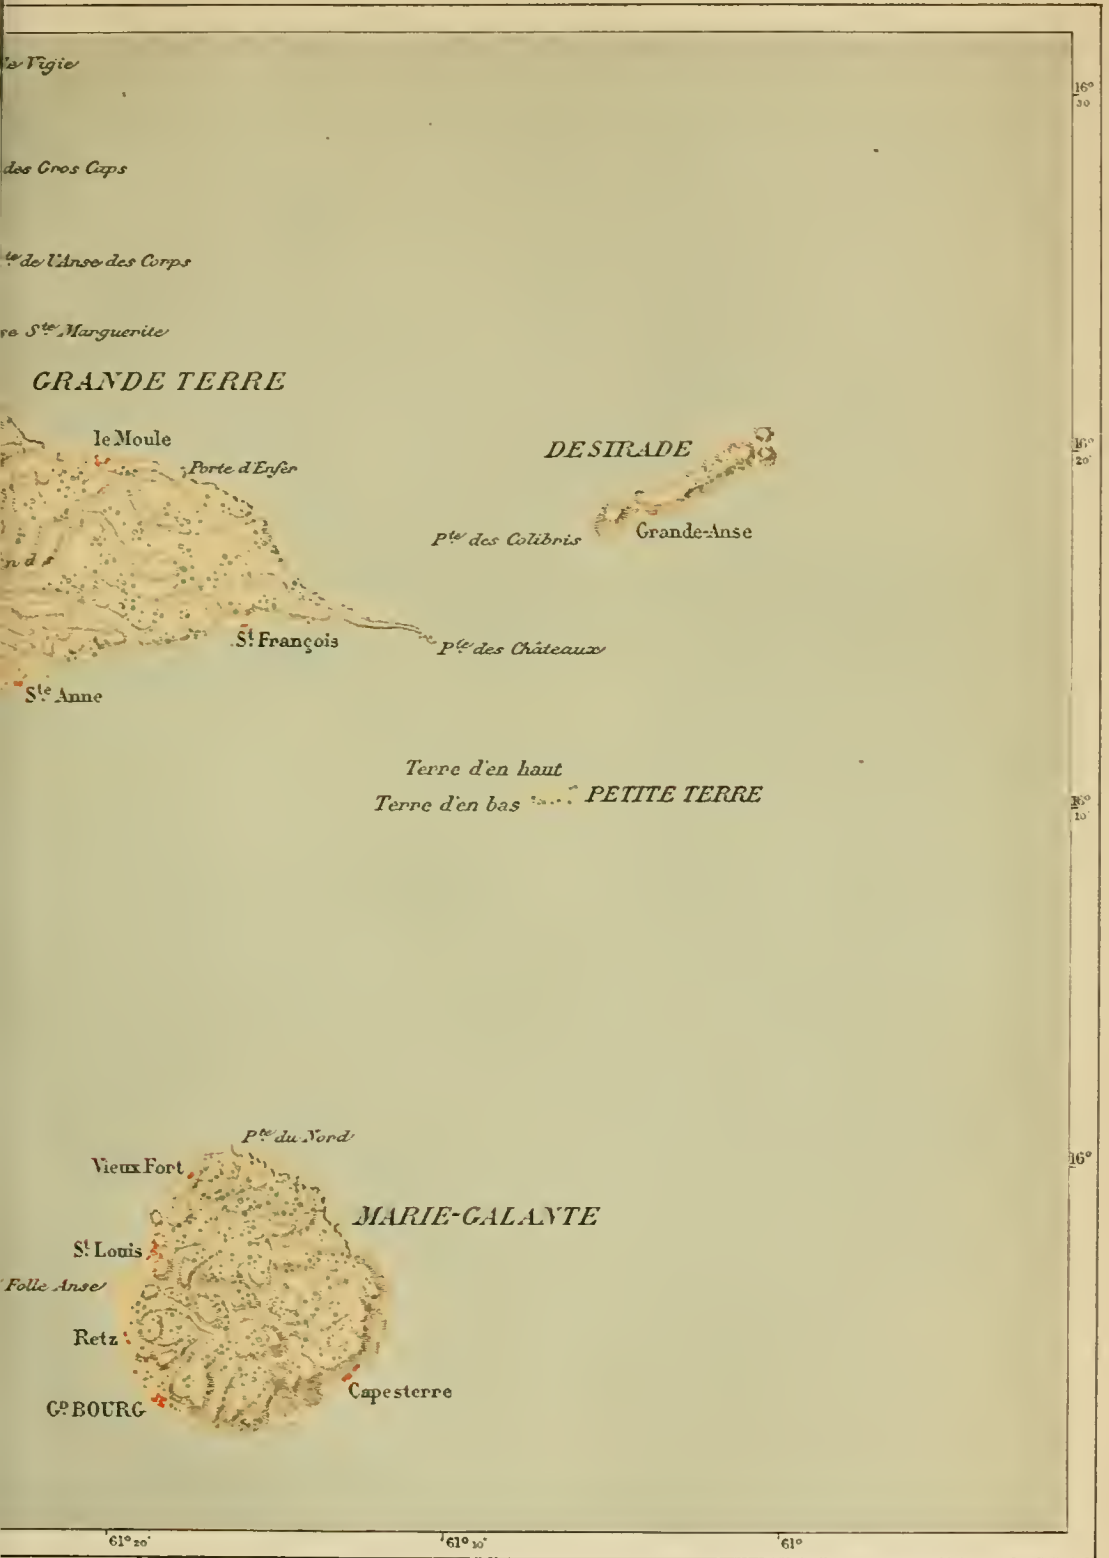 Vigie
16°
30
des Gros Caps
te de l'Anse des Corps
Ste Marguerite
GRANDE TERRE
le Moule
Porte d'Enfer
DESIRADE
16°
20'
Pte des Colibris
Grande-Anse
St François
Pte des Châteaux
Ste Anne
Terre d'en haut
Terre d'en bas
PETITE TERRE
16°
10'
Pte du Nord
Vieux Fort
16°
MARIE-GALANTE
St Louis
Folle Anse
Retz
Capesterre
Gd BOURG
61° 20'
61° 10'
61°